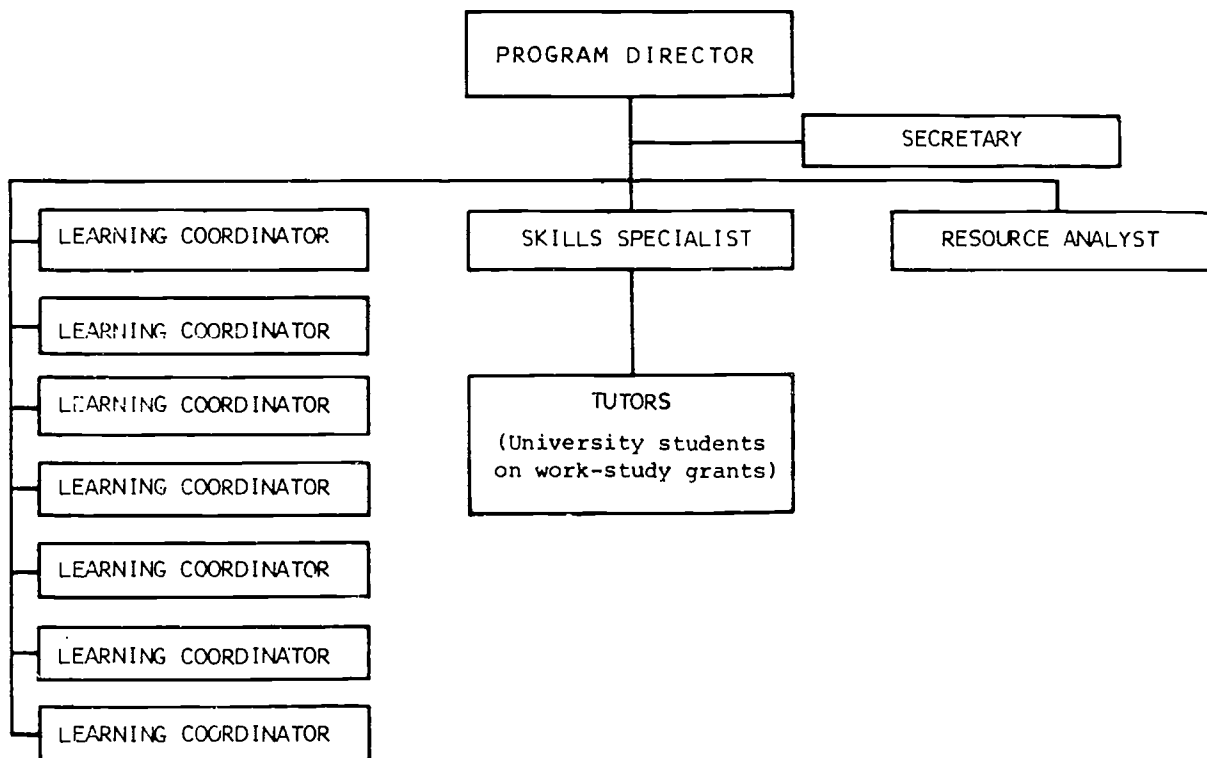 PROGRAM DIRECTOR
SECRETARY
LEARNING COORDINATOR
SKILLS SPECIALIST
RESOURCE ANALYST
LEARNING COORDINATOR
LEARNING COORDINATOR
TUTORS
(University students
on work-study grants)
LEARNING COORDINATOR
LEARNING COORDINATOR
LEARNING COORDINATOR
LEARNING COORDINATOR